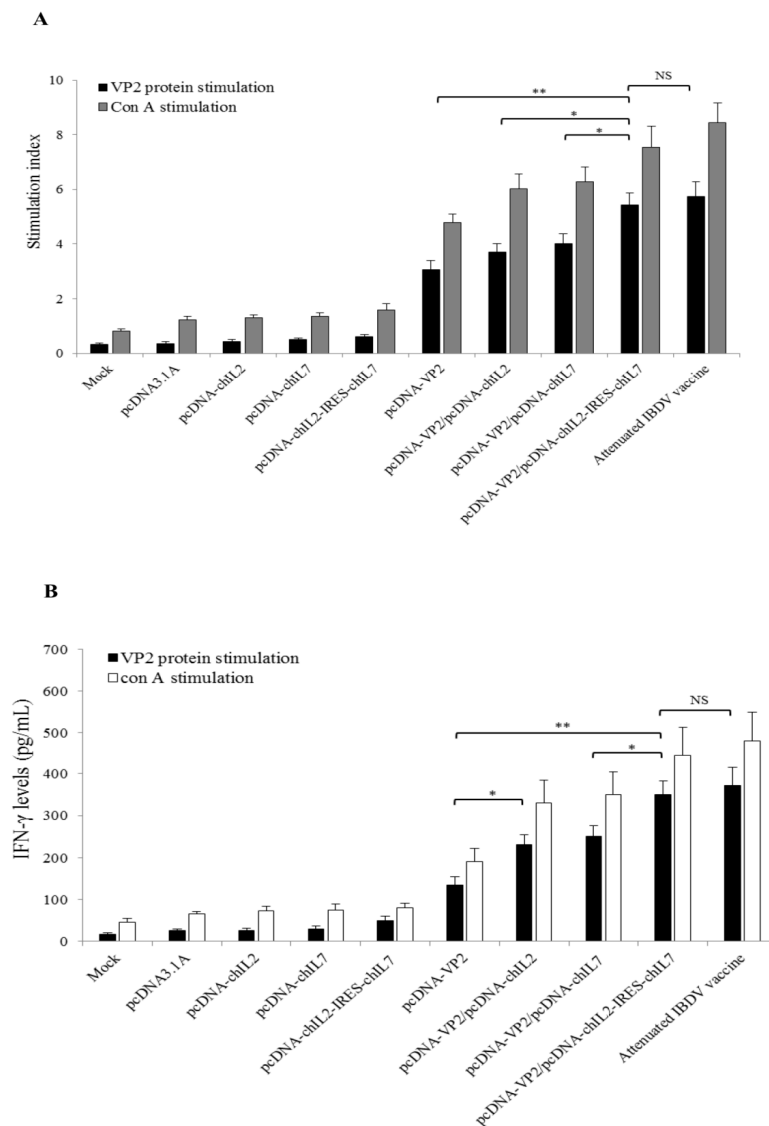 A
10
8
6
4
2
0
Stimulation index
VP2 protein stimulation
Con A stimulation
**
*
*
NS
Mock
pcDNA3.1A
pcDNA-chIL2
pcDNA-chIL7
pcDNA-chIL2-IRES-chIL7
pcDNA-VP2
pcDNA-VP2/pcDNA-chIL2
pcDNA-VP2/pcDNA-chIL7
pcDNA-VP2/pcDNA-chIL2-IRES-chIL7
Attenuated IBDV vaccine
B
700
600
500
400
300
200
100
0
IFN-γ levels (pg/mL)
VP2 protein stimulation
con A stimulation
**
*
*
NS
Mock
pcDNA3.1A
pcDNA-chIL2
pcDNA-chIL7
pcDNA-chIL2-IRES-chIL7
pcDNA-VP2
pcDNA-VP2/pcDNA-chIL2
pcDNA-VP2/pcDNA-chIL7
pcDNA-VP2/pcDNA-chIL2-IRES-chIL7
Attenuated IBDV vaccine